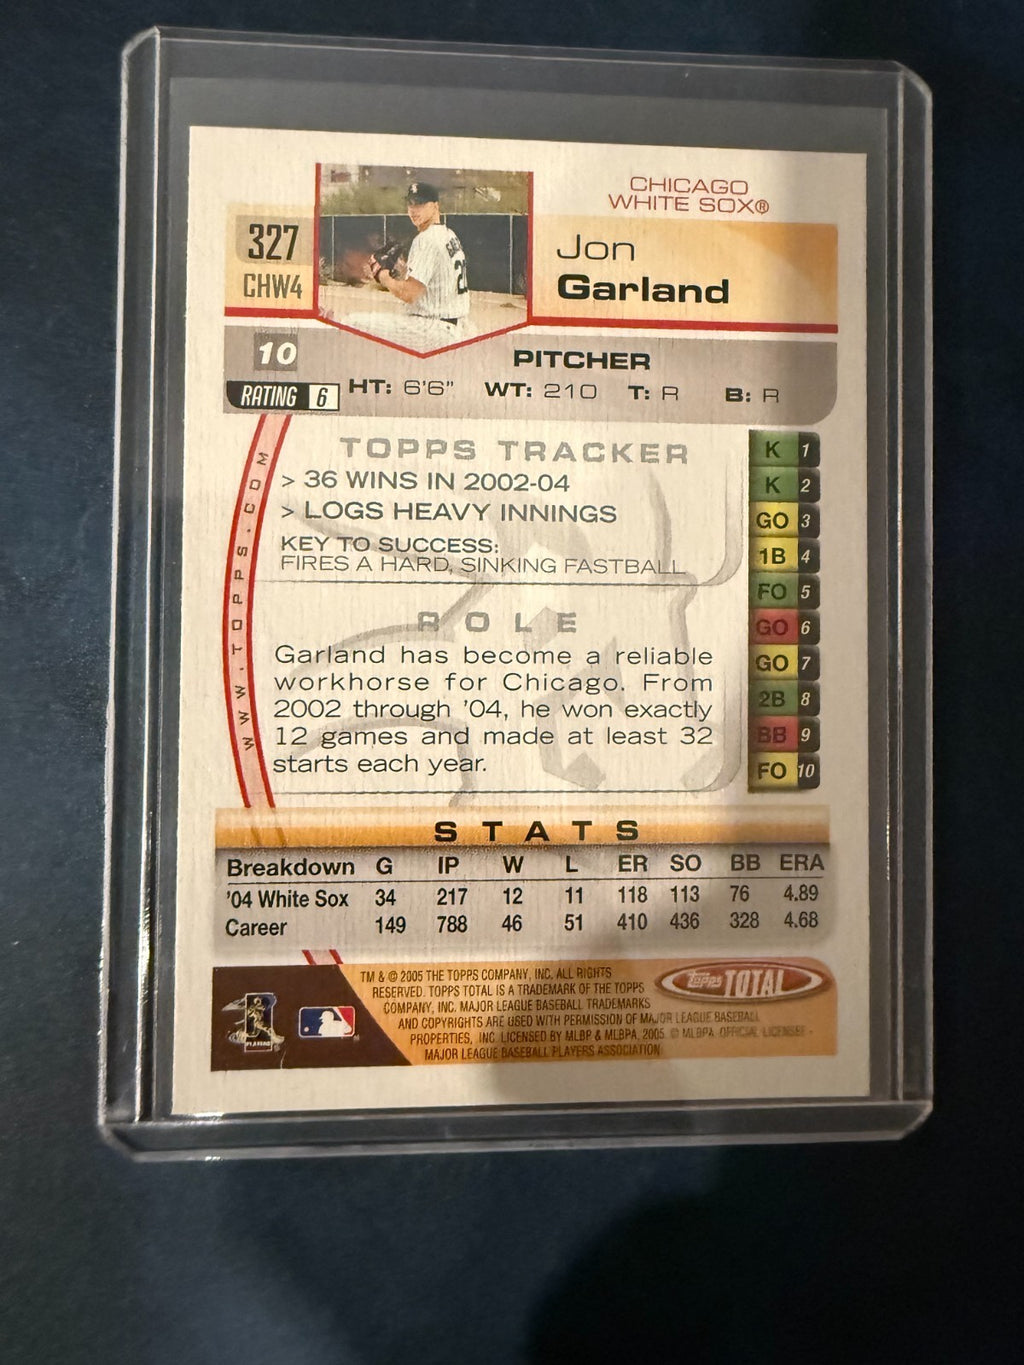 CHICAGO
WHITE SOX®
327
CHW4
Jon
Garland
10
PITCHER
RATING 6
HT: 6'6" WT: 210 T: R B: R
WWW.TOPPS.COM
TOPPS TRACKER
> 36 WINS IN 2002-04
> LOGS HEAVY INNINGS
KEY TO SUCCESS:
FIRES A HARD, SINKING FASTBALL
ROLE
Garland has become a reliable
workhorse for Chicago. From
2002 through '04, he won exactly
12 games and made at least 32
starts each year.
K 1
K 2
GO 3
1B 4
FO 5
GO 6
GO 7
2B 8
BB 9
FO 10
STATS
Breakdown G IP W L ER SO BB ERA
'04 White Sox 34 217 12 11 118 113 76 4.89
Career 149 788 46 51 410 436 328 4.68
TM & © 2005 THE TOPPS COMPANY, INC. ALL RIGHTS
RESERVED. TOPPS TOTAL IS A TRADEMARK OF THE TOPPS
COMPANY, INC. MAJOR LEAGUE BASEBALL TRADEMARKS
AND COPYRIGHTS ARE USED WITH PERMISSION OF MAJOR LEAGUE BASEBALL
PROPERTIES, INC. LICENSED BY MLBP & MLBPA, 2005. © MLBPA OFFICIAL LICENSEE -
MAJOR LEAGUE BASEBALL PLAYERS ASSOCIATION
Topps TOTAL
PLAYERS